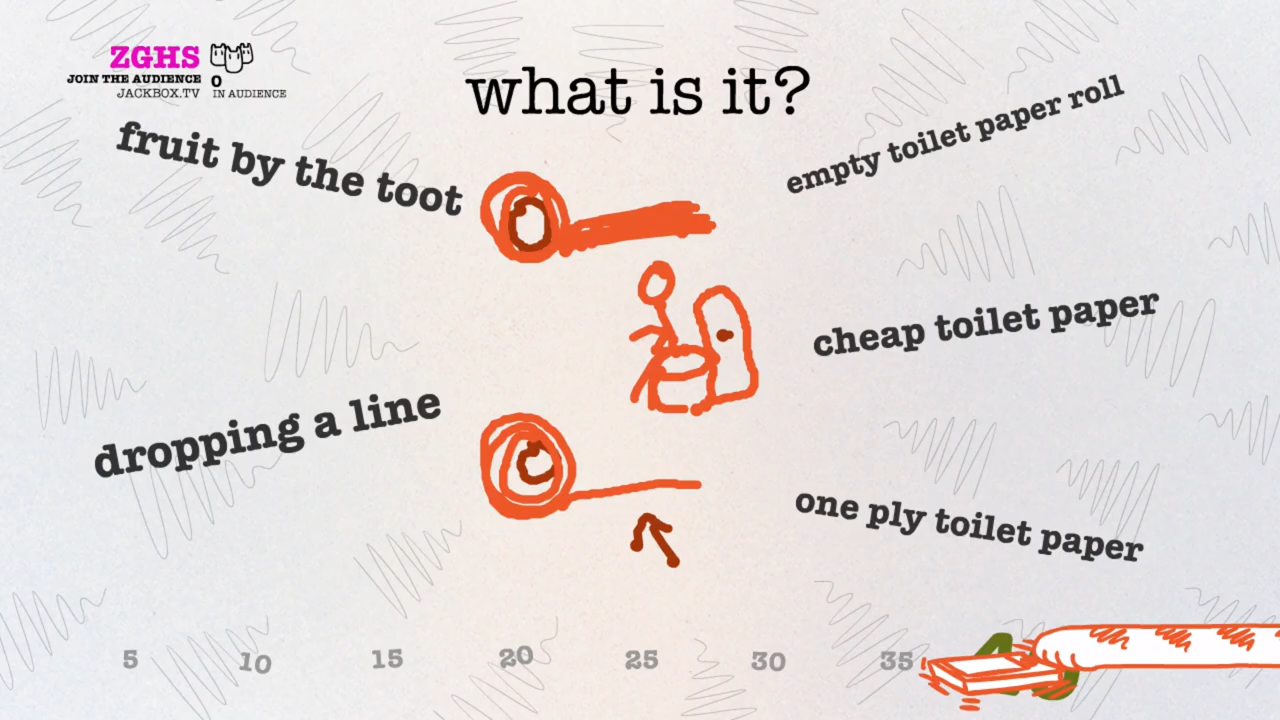 ZGHS
JOIN THE AUDIENCE 0
JACKBOX.TV IN AUDIENCE
what is it?
fruit by the toot
empty toilet paper roll
cheap toilet paper
dropping a line
one ply toilet paper
5 10 15 20 25 30 35